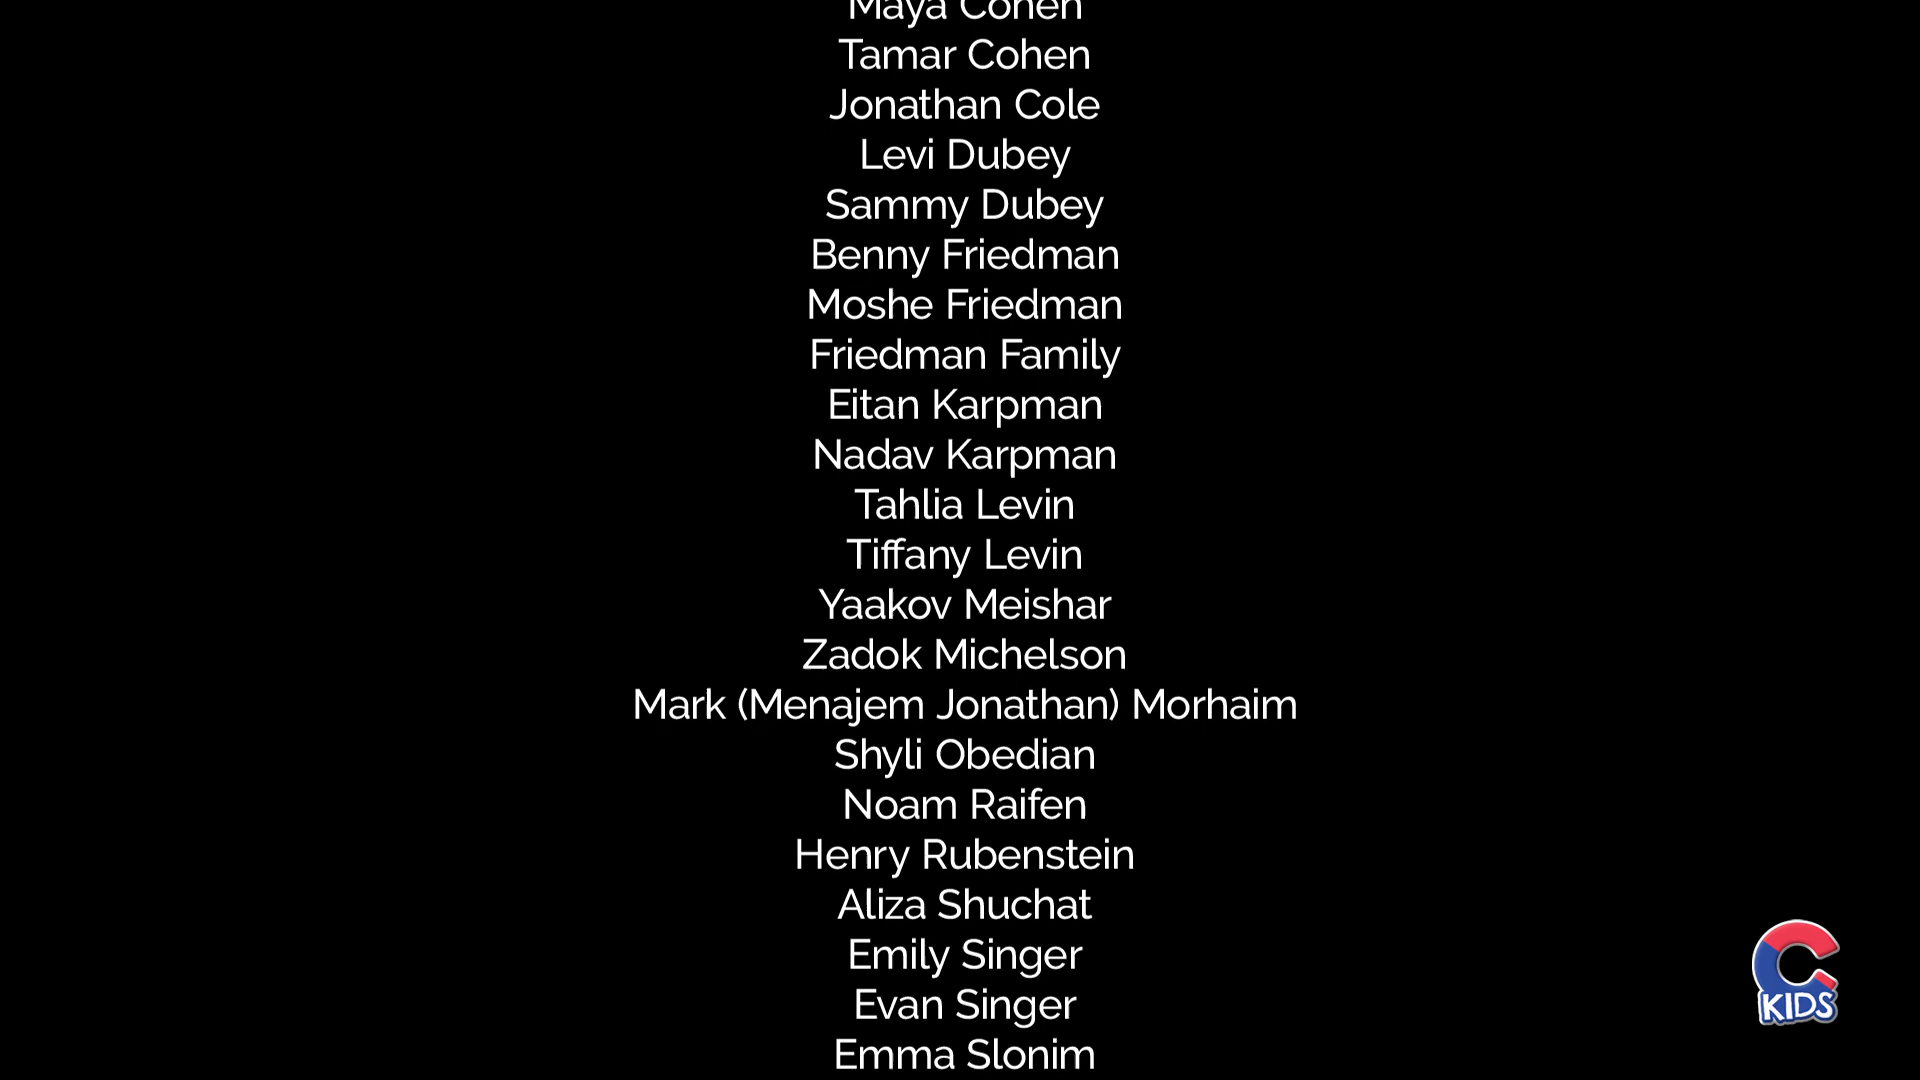 Maya Cohen
Tamar Cohen
Jonathan Cole
Levi Dubey
Sammy Dubey
Benny Friedman
Moshe Friedman
Friedman Family
Eitan Karpman
Nadav Karpman
Tahlia Levin
Tiffany Levin
Yaakov Meishar
Zadok Michelson
Mark (Menajem Jonathan) Morhaim
Shyli Obedian
Noam Raifen
Henry Rubenstein
Aliza Shuchat
Emily Singer
Evan Singer
Emma Slonim
C
KIDS